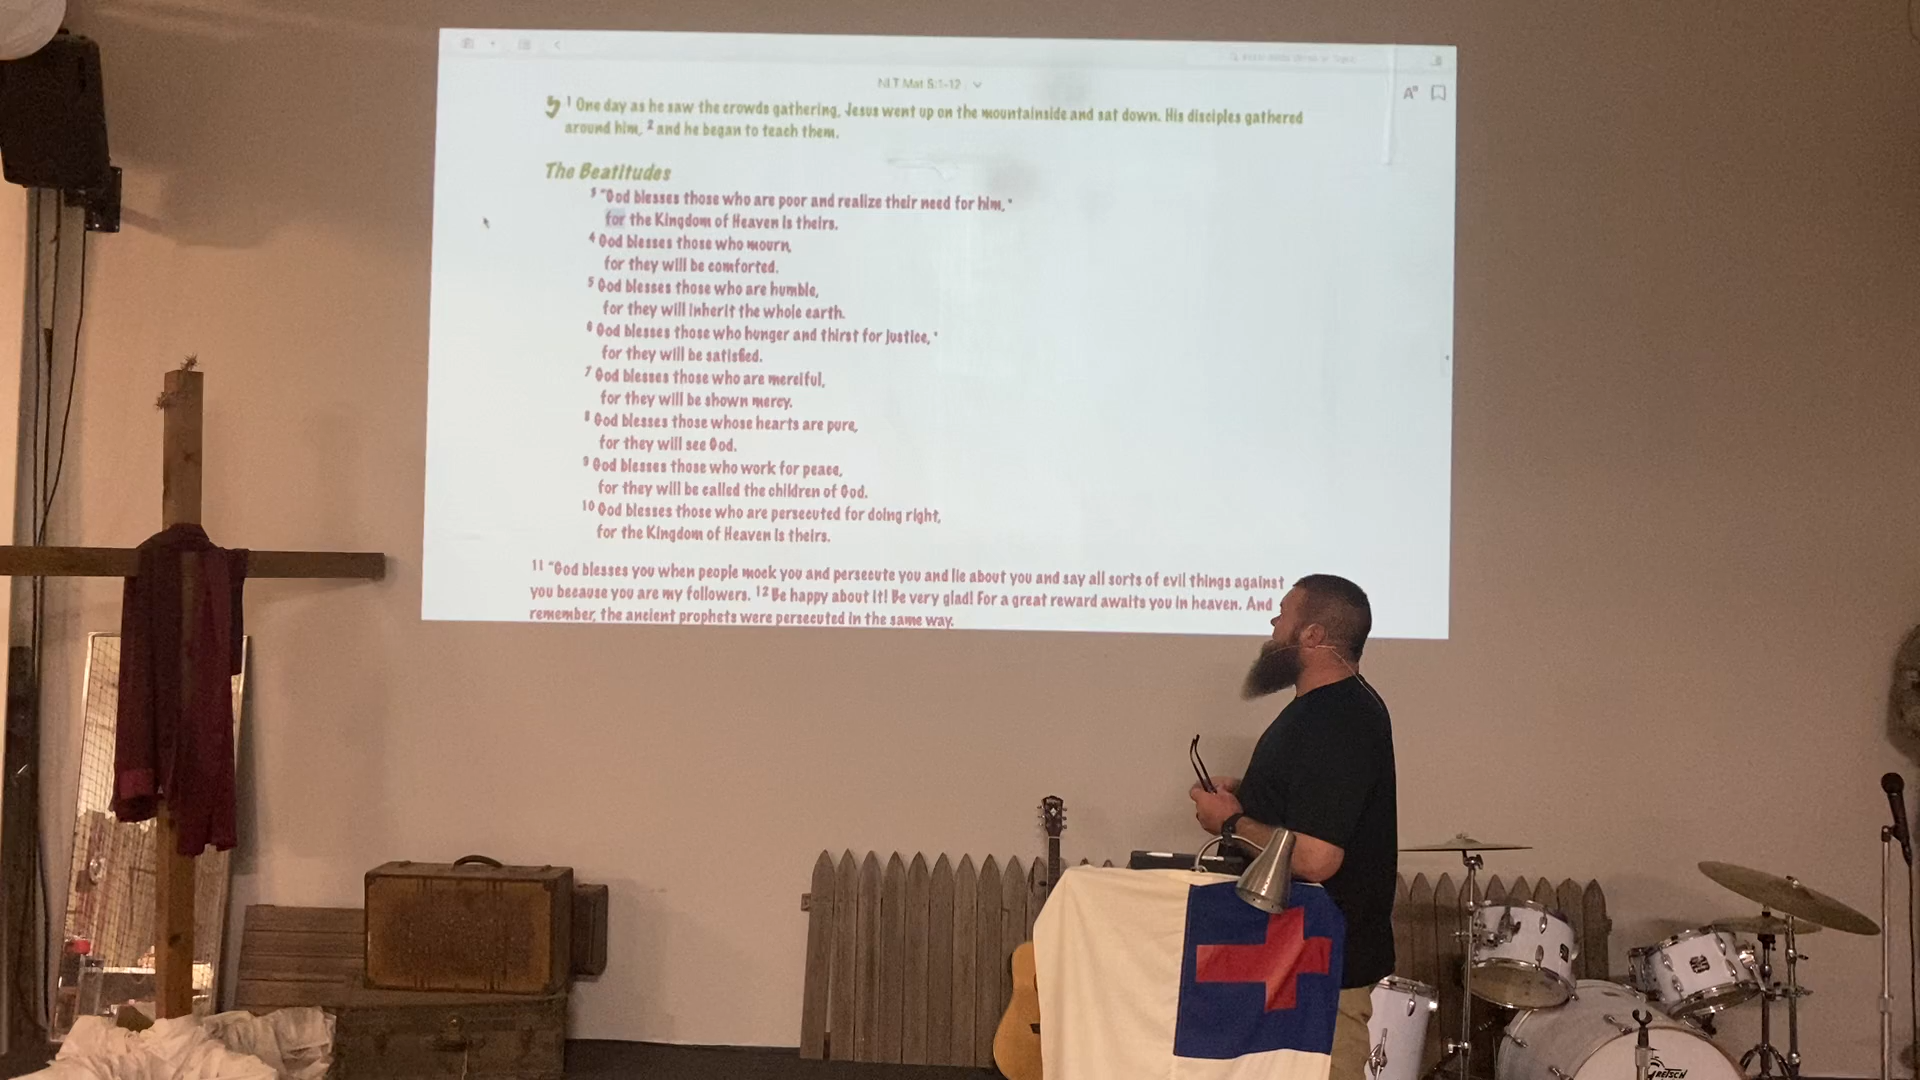 NLT Mat 5:1-12
5 1 One day as he saw the crowds gathering, Jesus went up on the mountainside and sat down. His disciples gathered
around him, 2 and he began to teach them.
The Beatitudes
3 "God blesses those who are poor and realize their need for him,*
for the Kingdom of Heaven is theirs.
4 God blesses those who mourn,
for they will be comforted.
5 God blesses those who are humble,
for they will inherit the whole earth.
6 God blesses those who hunger and thirst for justice,*
for they will be satisfied.
7 God blesses those who are merciful,
for they will be shown mercy.
8 God blesses those whose hearts are pure,
for they will see God.
9 God blesses those who work for peace,
for they will be called the children of God.
10 God blesses those who are persecuted for doing right,
for the Kingdom of Heaven is theirs.
11 "God blesses you when people mock you and persecute you and lie about you and say all sorts of evil things against
you because you are my followers. 12 Be happy about it! Be very glad! For a great reward awaits you in heaven. And
remember, the ancient prophets were persecuted in the same way.
GRETSCH